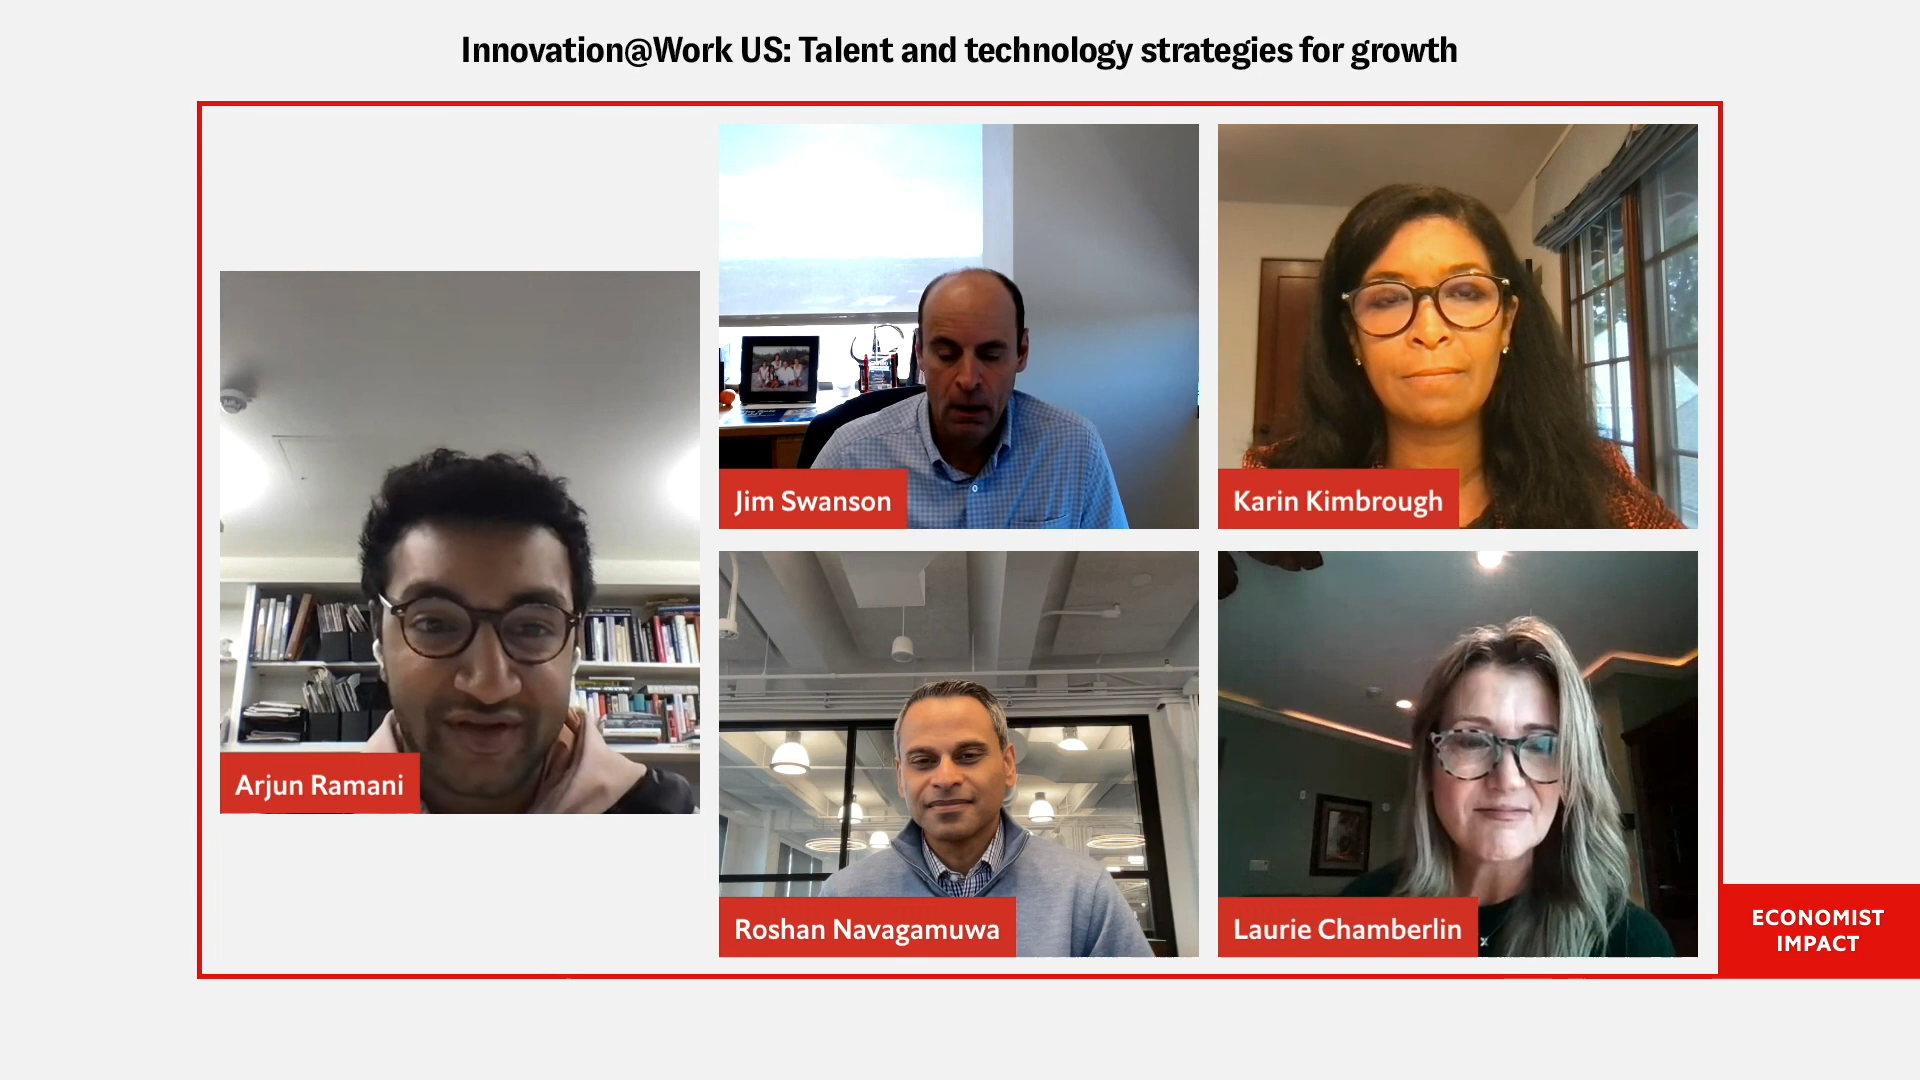 Innovation@Work US: Talent and technology strategies for growth
Arjun Ramani
Jim Swanson
Karin Kimbrough
Roshan Navagamuwa
Laurie Chamberlin
ECONOMIST
IMPACT